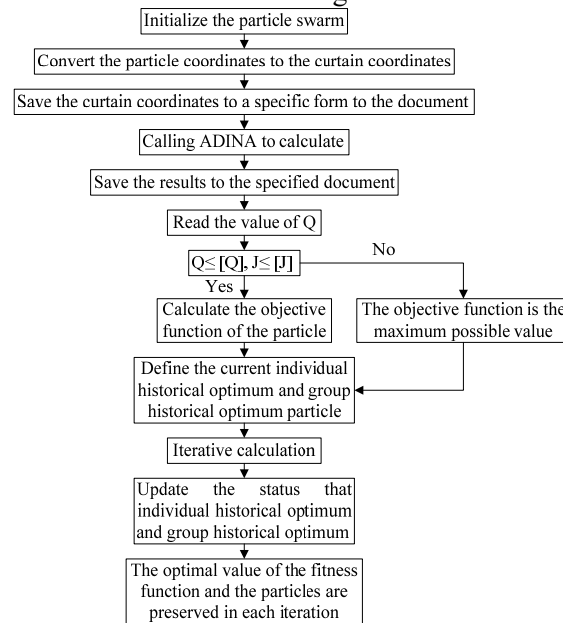 Initialize the particle swarm
Convert the particle coordinates to the curtain coordinates
Save the curtain coordinates to a specific form to the document
Calling ADINA to calculate
Save the results to the specified document
Read the value of Q
Q≤ [Q], J≤ [J]
No
Yes
Calculate the objective
function of the particle
The objective function is the
maximum possible value
Define the current individual
historical optimum and group
historical optimum particle
Iterative calculation
Update the status that
individual historical optimum
and group historical optimum
The optimal value of the fitness
function and the particles are
preserved in each iteration